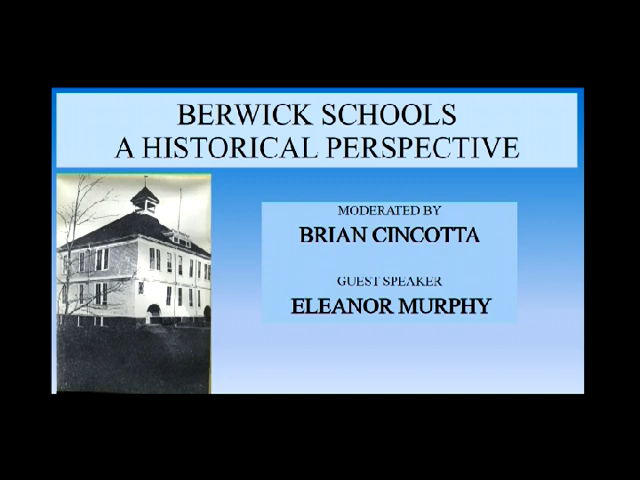 BERWICK SCHOOLS
A HISTORICAL PERSPECTIVE
MODERATED BY
BRIAN CINCOTTA
GUEST SPEAKER
ELEANOR MURPHY